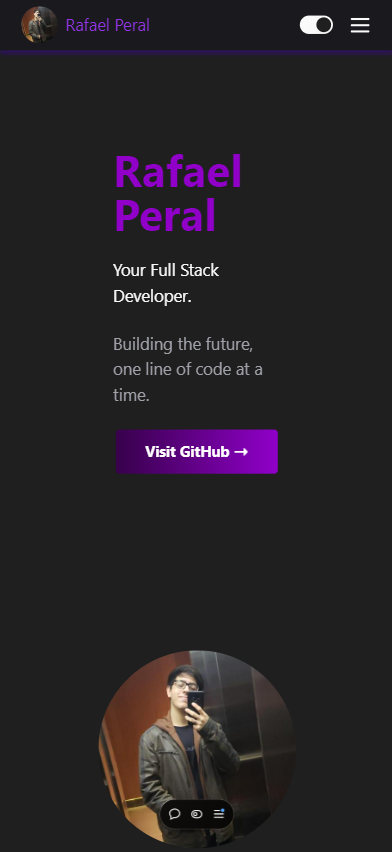 Rafael Peral
Rafael
Peral
Your Full Stack
Developer.
Building the future,
one line of code at a
time.
Visit GitHub →